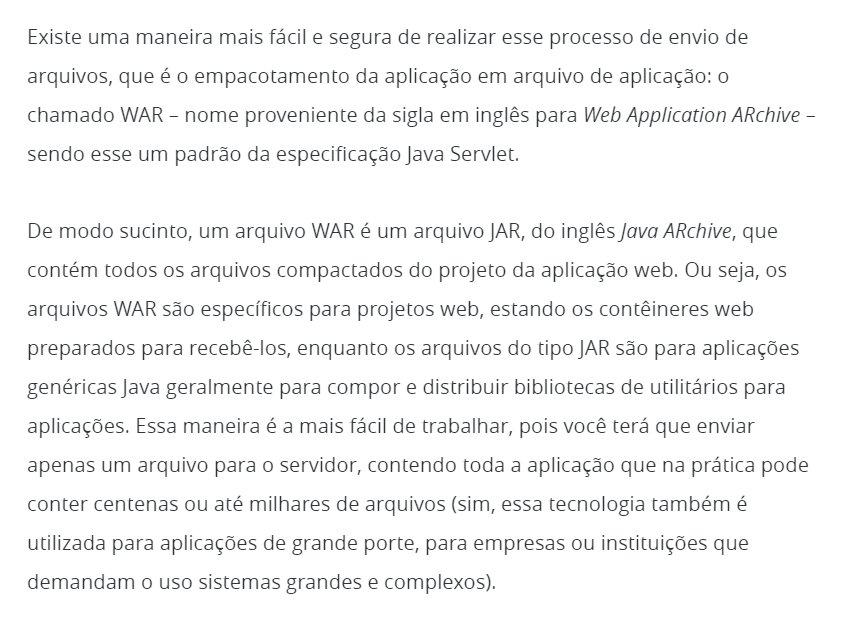 Existe uma maneira mais fácil e segura de realizar esse processo de envio de
arquivos, que é o empacotamento da aplicação em arquivo de aplicação: o
chamado WAR – nome proveniente da sigla em inglês para Web Application ARchive –
sendo esse um padrão da especificação Java Servlet.
De modo sucinto, um arquivo WAR é um arquivo JAR, do inglês Java ARchive, que
contém todos os arquivos compactados do projeto da aplicação web. Ou seja, os
arquivos WAR são específicos para projetos web, estando os contêineres web
preparados para recebê-los, enquanto os arquivos do tipo JAR são para aplicações
genéricas Java geralmente para compor e distribuir bibliotecas de utilitários para
aplicações. Essa maneira é a mais fácil de trabalhar, pois você terá que enviar
apenas um arquivo para o servidor, contendo toda a aplicação que na prática pode
conter centenas ou até milhares de arquivos (sim, essa tecnologia também é
utilizada para aplicações de grande porte, para empresas ou instituições que
demandam o uso sistemas grandes e complexos).